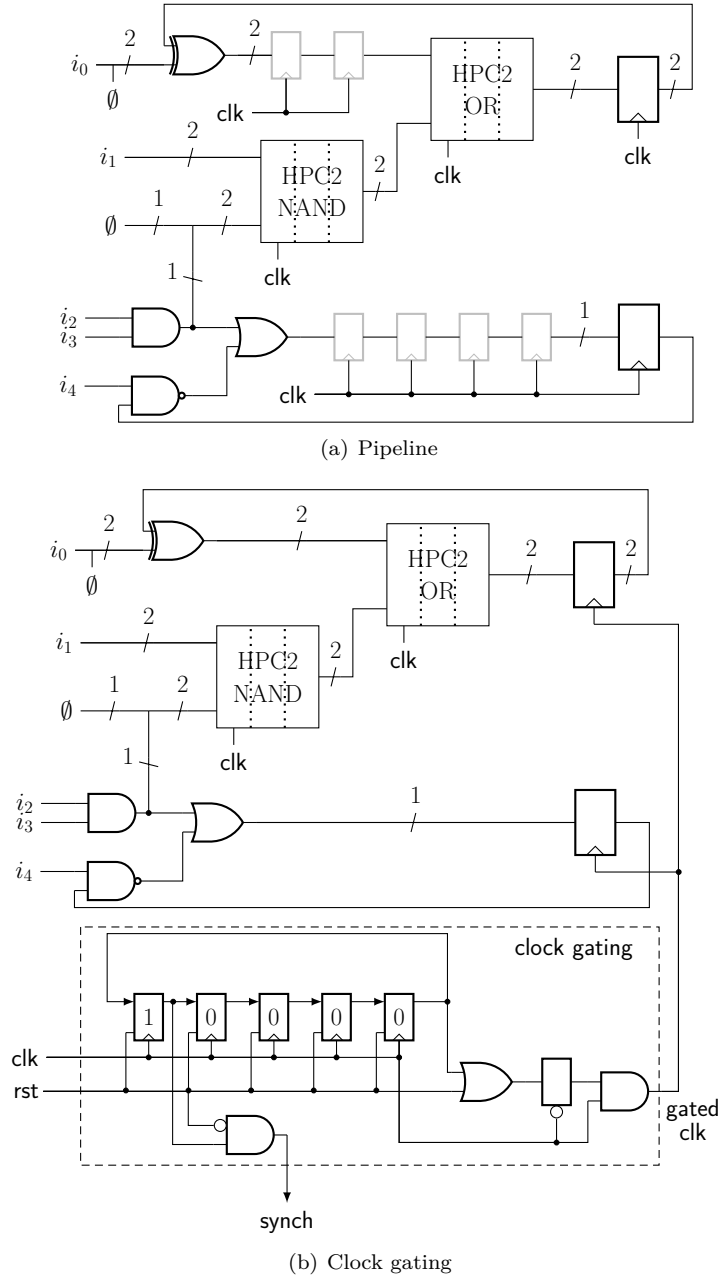 2
2
2
2
i₀
∅
HPC2
OR
clk
clk
clk
i₁
2
2
HPC2
NAND
∅
1
2
clk
1
i₂
i₃
1
i₄
clk
(a) Pipeline
2
2
2
2
i₀
∅
HPC2
OR
clk
i₁
2
2
HPC2
NAND
∅
1
2
clk
1
1
i₂
i₃
i₄
clock gating
1 0 0 0 0
clk
rst
gated
clk
synch
(b) Clock gating